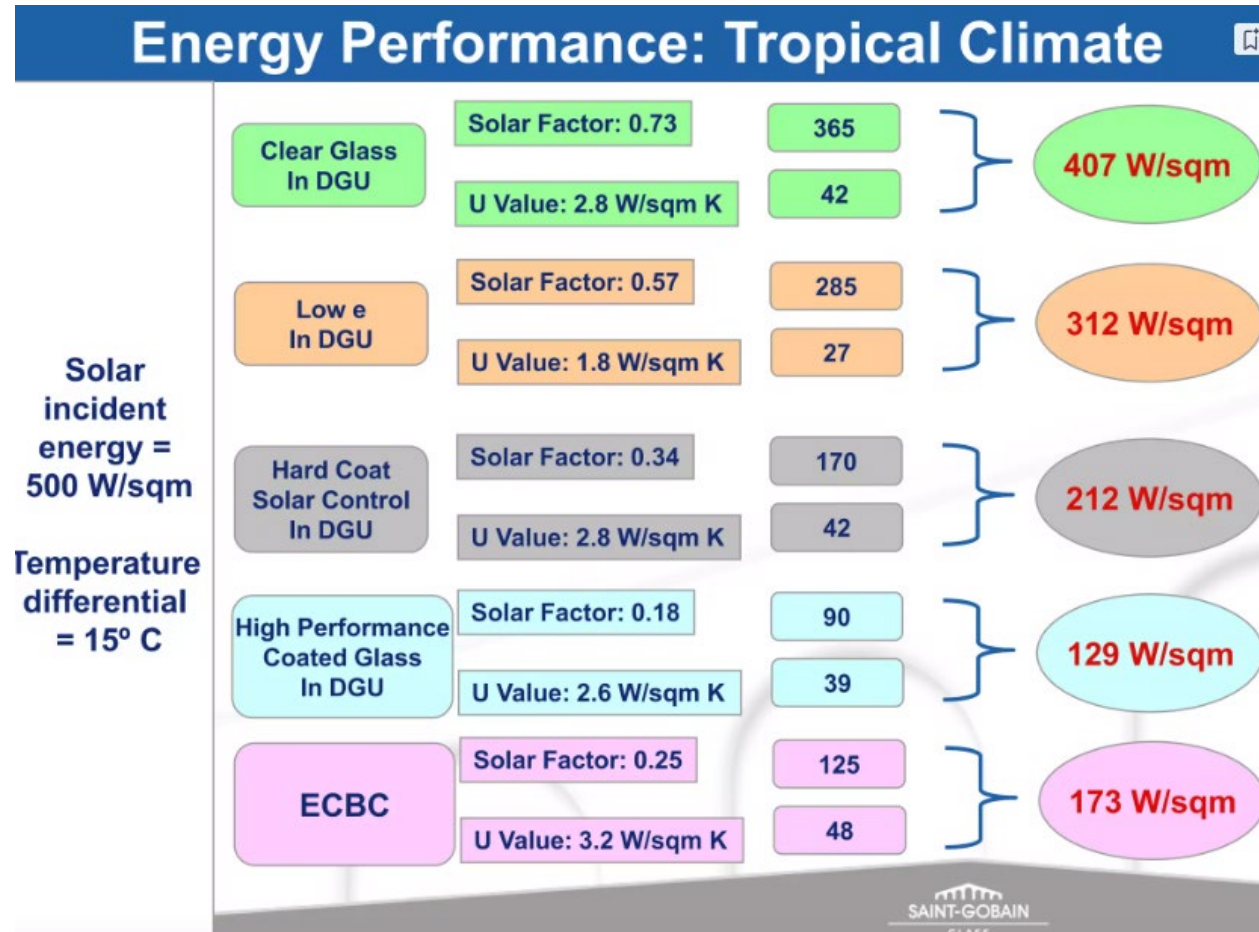 Energy Performance: Tropical Climate
Solar
incident
energy =
500 W/sqm
Temperature
differential
= 15º C
Clear Glass
In DGU
Solar Factor: 0.73
365
U Value: 2.8 W/sqm K
42
407 W/sqm
Low e
In DGU
Solar Factor: 0.57
285
U Value: 1.8 W/sqm K
27
312 W/sqm
Hard Coat
Solar Control
In DGU
Solar Factor: 0.34
170
U Value: 2.8 W/sqm K
42
212 W/sqm
High Performance
Coated Glass
In DGU
Solar Factor: 0.18
90
U Value: 2.6 W/sqm K
39
129 W/sqm
ECBC
Solar Factor: 0.25
125
U Value: 3.2 W/sqm K
48
173 W/sqm
SAINT-GOBAIN